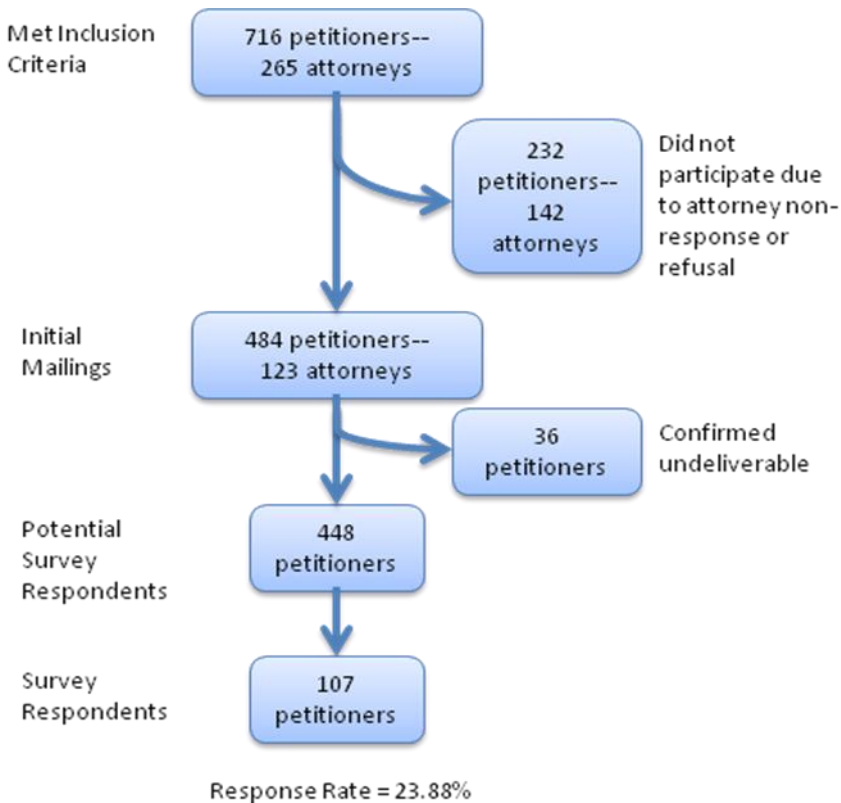 Met Inclusion
Criteria
716 petitioners--
265 attorneys
232
petitioners--
142
attorneys
Did not
participate due
to attorney non-
response or
refusal
Initial
Mailings
484 petitioners--
123 attorneys
36
petitioners
Confirmed
undeliverable
Potential
Survey
Respondents
448
petitioners
Survey
Respondents
107
petitioners
Response Rate = 23.88%